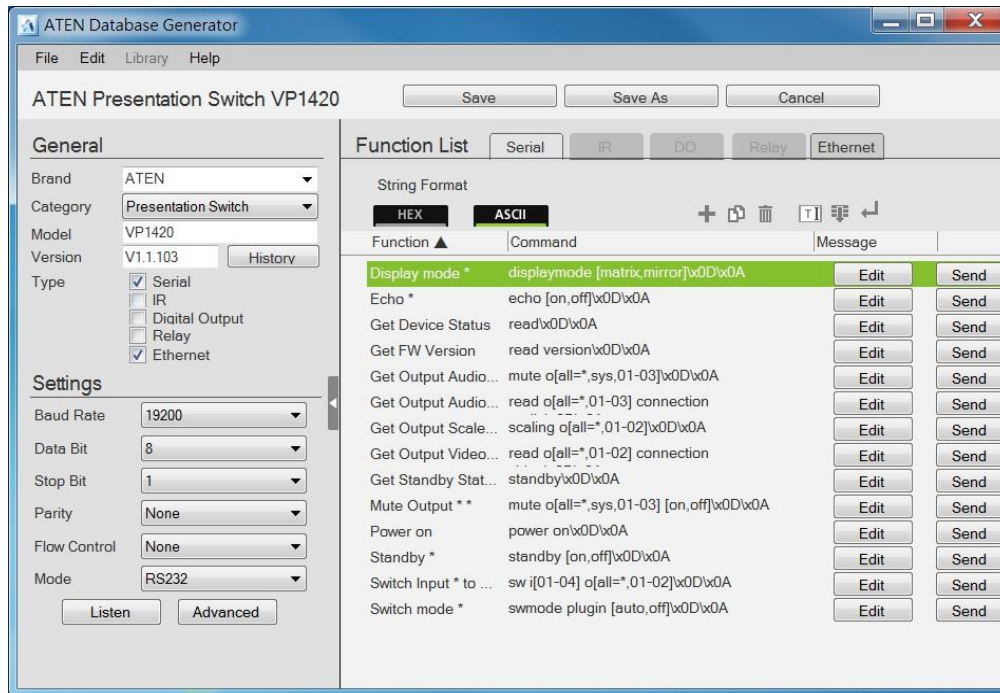 ATEN Database Generator
File Edit Library Help
ATEN Presentation Switch VP1420 Save Save As Cancel
General
Brand ATEN
Category Presentation Switch
Model VP1420
Version V1.1.103 History
Type Serial
IR
Digital Output
Relay
Ethernet
Settings
Baud Rate 19200
Data Bit 8
Stop Bit 1
Parity None
Flow Control None
Mode RS232
Listen Advanced
Function List Serial IR DO Relay Ethernet
String Format
HEX ASCII
Function ▲ Command Message
Display mode * displaymode [matrix,mirror]\x0D\x0A Edit Send
Echo * echo [on,off]\x0D\x0A Edit Send
Get Device Status read\x0D\x0A Edit Send
Get FW Version read version\x0D\x0A Edit Send
Get Output Audio... mute o[all=*,sys,01-03]\x0D\x0A Edit Send
Get Output Audio... read o[all=*,01-03] connection Edit Send
Get Output Scale... scaling o[all=*,01-02]\x0D\x0A Edit Send
Get Output Video... read o[all=*,01-02] connection Edit Send
Get Standby Stat... standby\x0D\x0A Edit Send
Mute Output * * mute o[all=*,sys,01-03] [on,off]\x0D\x0A Edit Send
Power on power on\x0D\x0A Edit Send
Standby * standby [on,off]\x0D\x0A Edit Send
Switch Input * to ... sw i[01-04] o[all=*,01-02]\x0D\x0A Edit Send
Switch mode * swmode plugin [auto,off]\x0D\x0A Edit Send